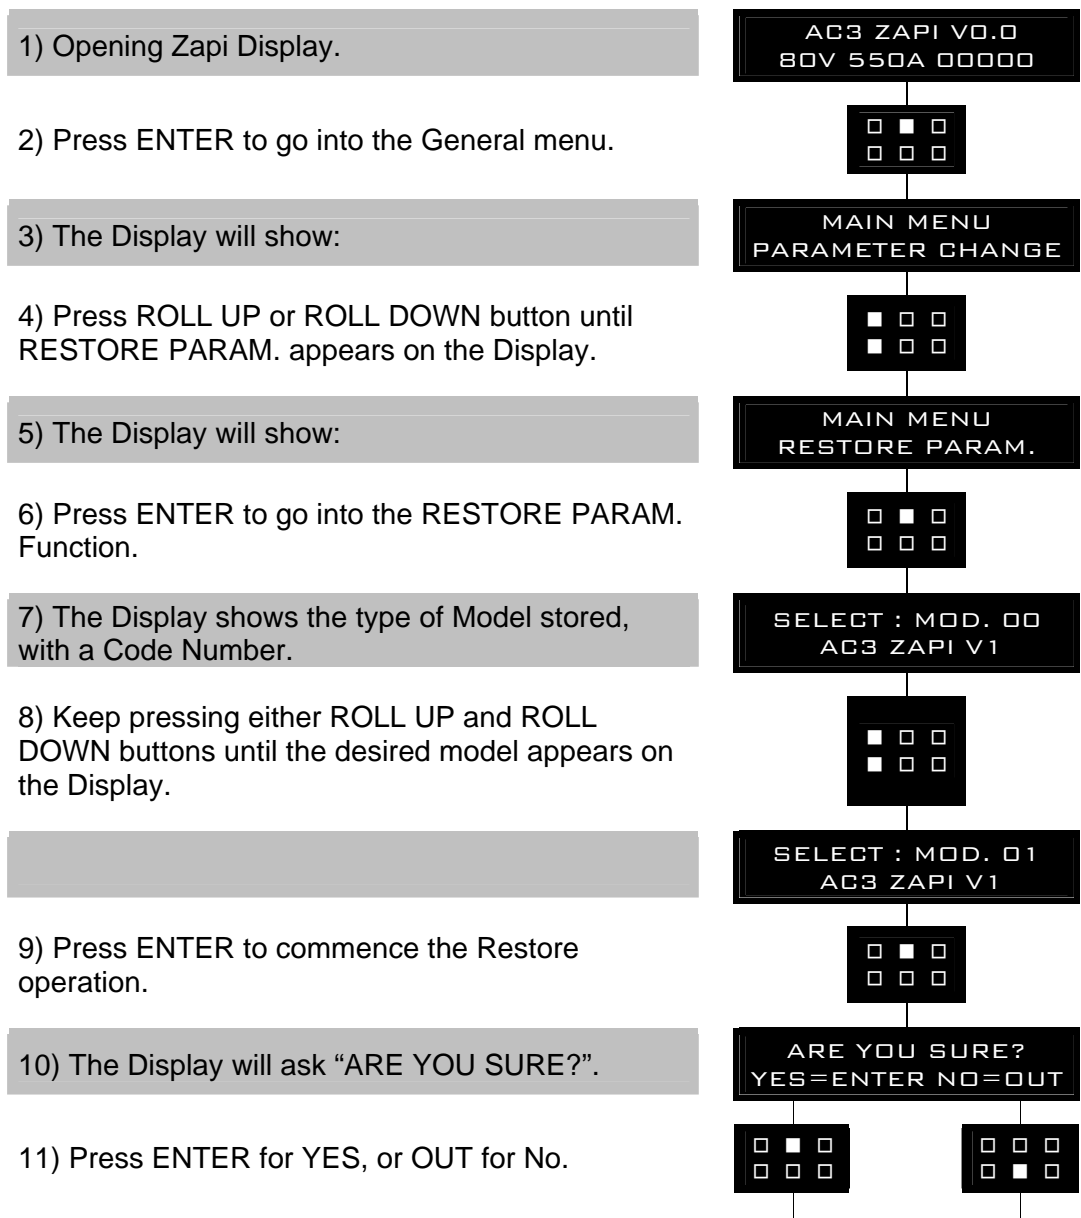 1) Opening Zapi Display.
AC3 ZAPI V0.0
80V 550A 00000
2) Press ENTER to go into the General menu.
3) The Display will show:
MAIN MENU
PARAMETER CHANGE
4) Press ROLL UP or ROLL DOWN button until
RESTORE PARAM. appears on the Display.
5) The Display will show:
MAIN MENU
RESTORE PARAM.
6) Press ENTER to go into the RESTORE PARAM.
Function.
7) The Display shows the type of Model stored,
with a Code Number.
SELECT : MOD. 00
AC3 ZAPI V1
8) Keep pressing either ROLL UP and ROLL
DOWN buttons until the desired model appears on
the Display.
SELECT : MOD. 01
AC3 ZAPI V1
9) Press ENTER to commence the Restore
operation.
10) The Display will ask “ARE YOU SURE?”.
ARE YOU SURE?
YES=ENTER NO=OUT
11) Press ENTER for YES, or OUT for No.